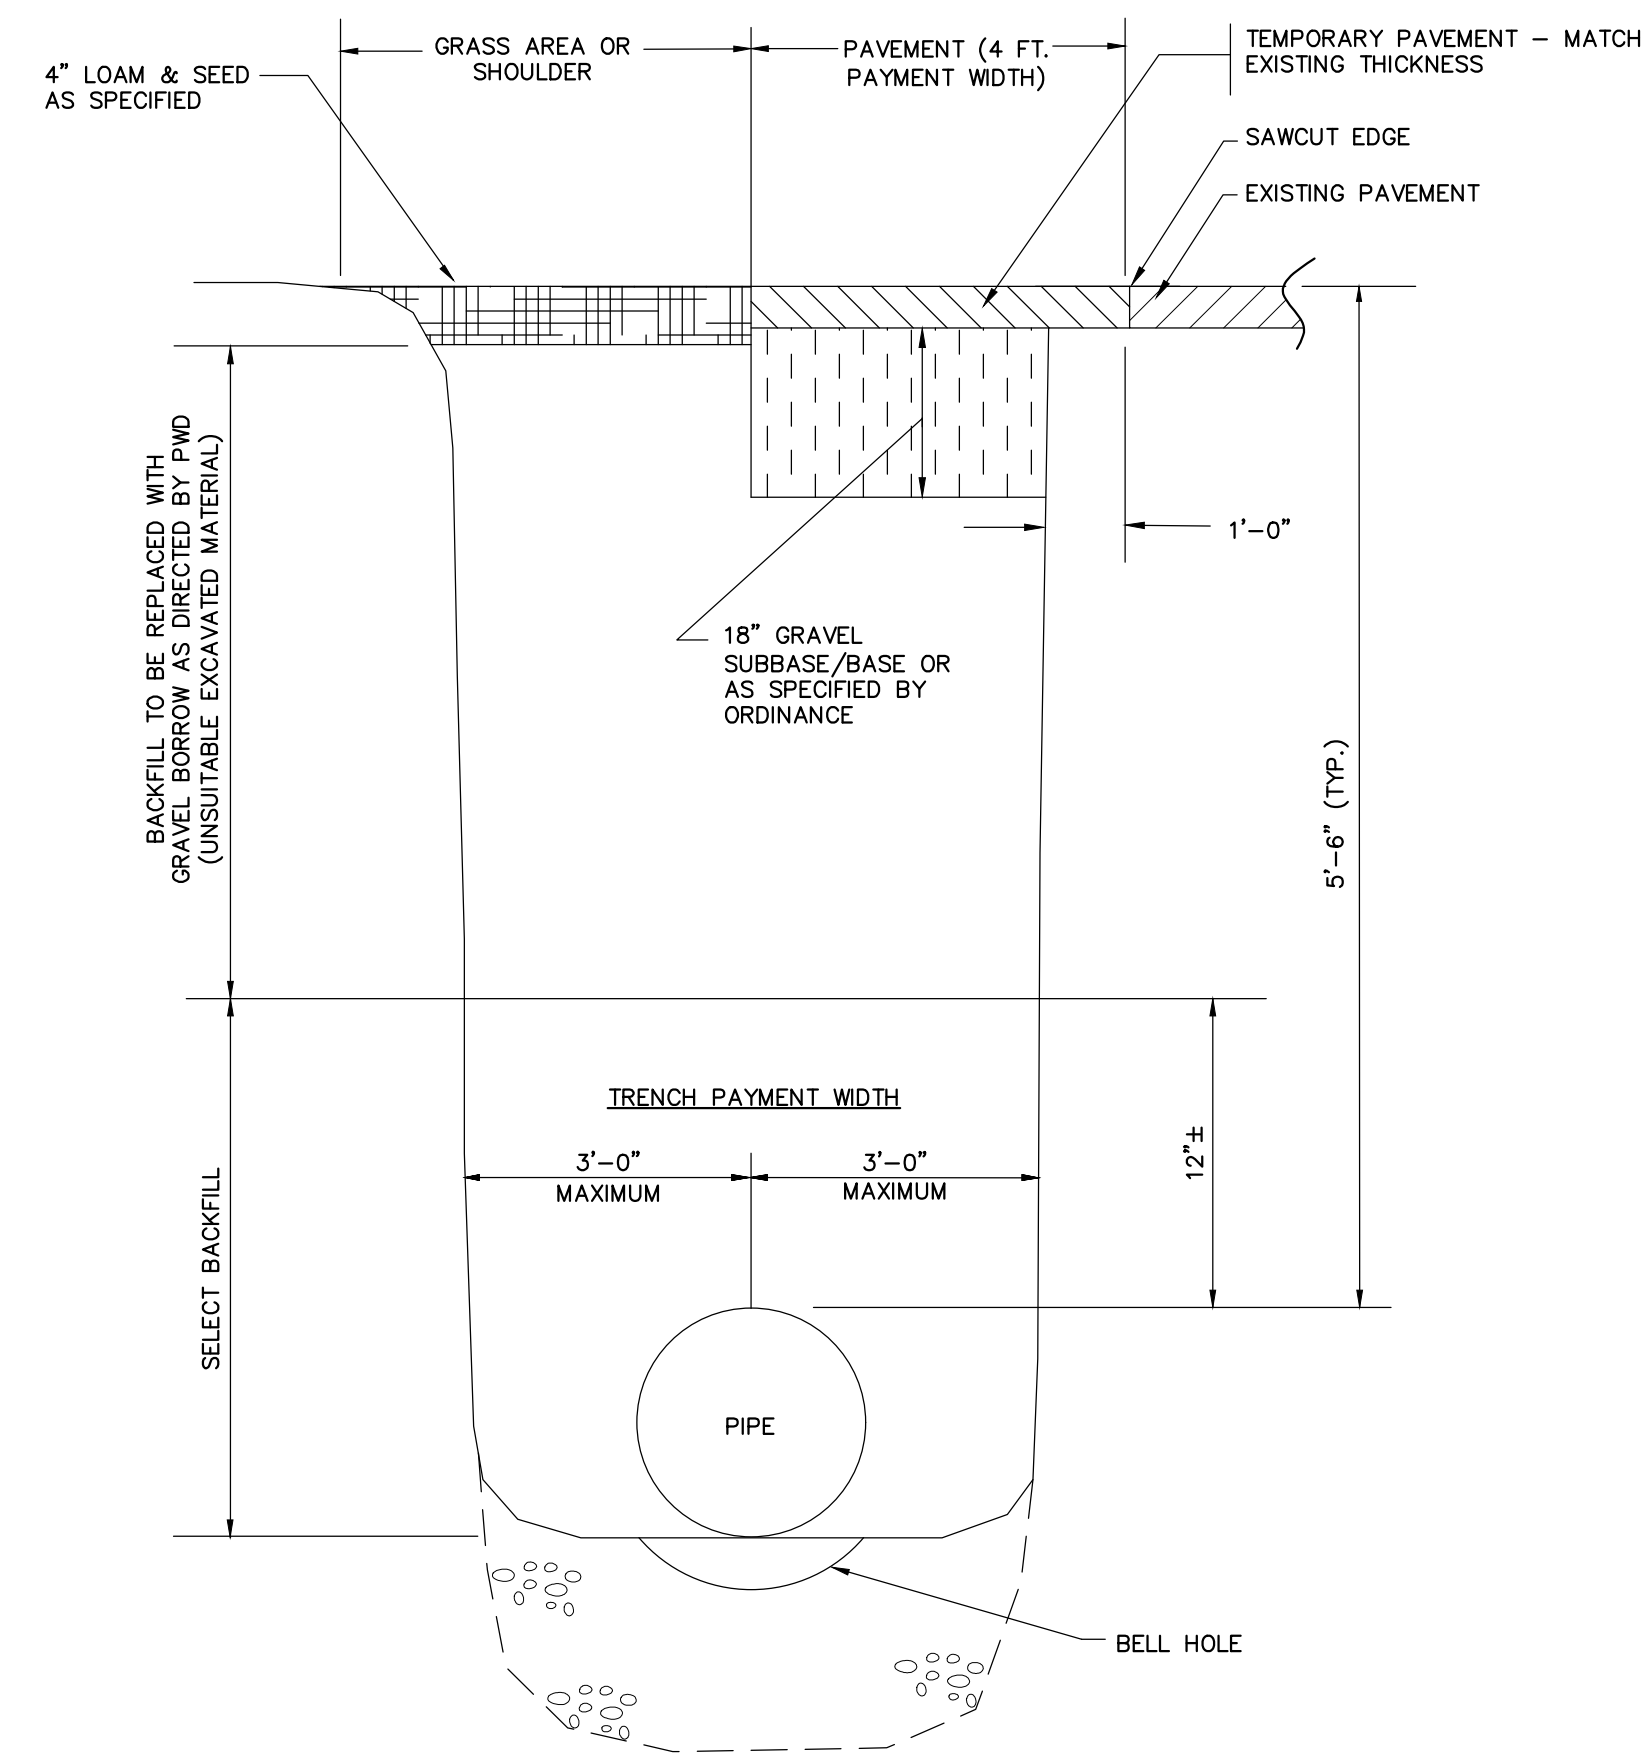 GRASS AREA OR
SHOULDER
PAVEMENT (4 FT.
PAYMENT WIDTH)
TEMPORARY PAVEMENT – MATCH
EXISTING THICKNESS
4" LOAM & SEED
AS SPECIFIED
SAWCUT EDGE
EXISTING PAVEMENT
BACKFILL TO BE REPLACED WITH
GRAVEL BORROW AS DIRECTED BY PWD
(UNSUITABLE EXCAVATED MATERIAL)
1'–0"
18" GRAVEL
SUBBASE/BASE OR
AS SPECIFIED BY
ORDINANCE
5'–6" (TYP.)
TRENCH PAYMENT WIDTH
3'–0"
MAXIMUM
3'–0"
MAXIMUM
12"±
SELECT BACKFILL
PIPE
BELL HOLE